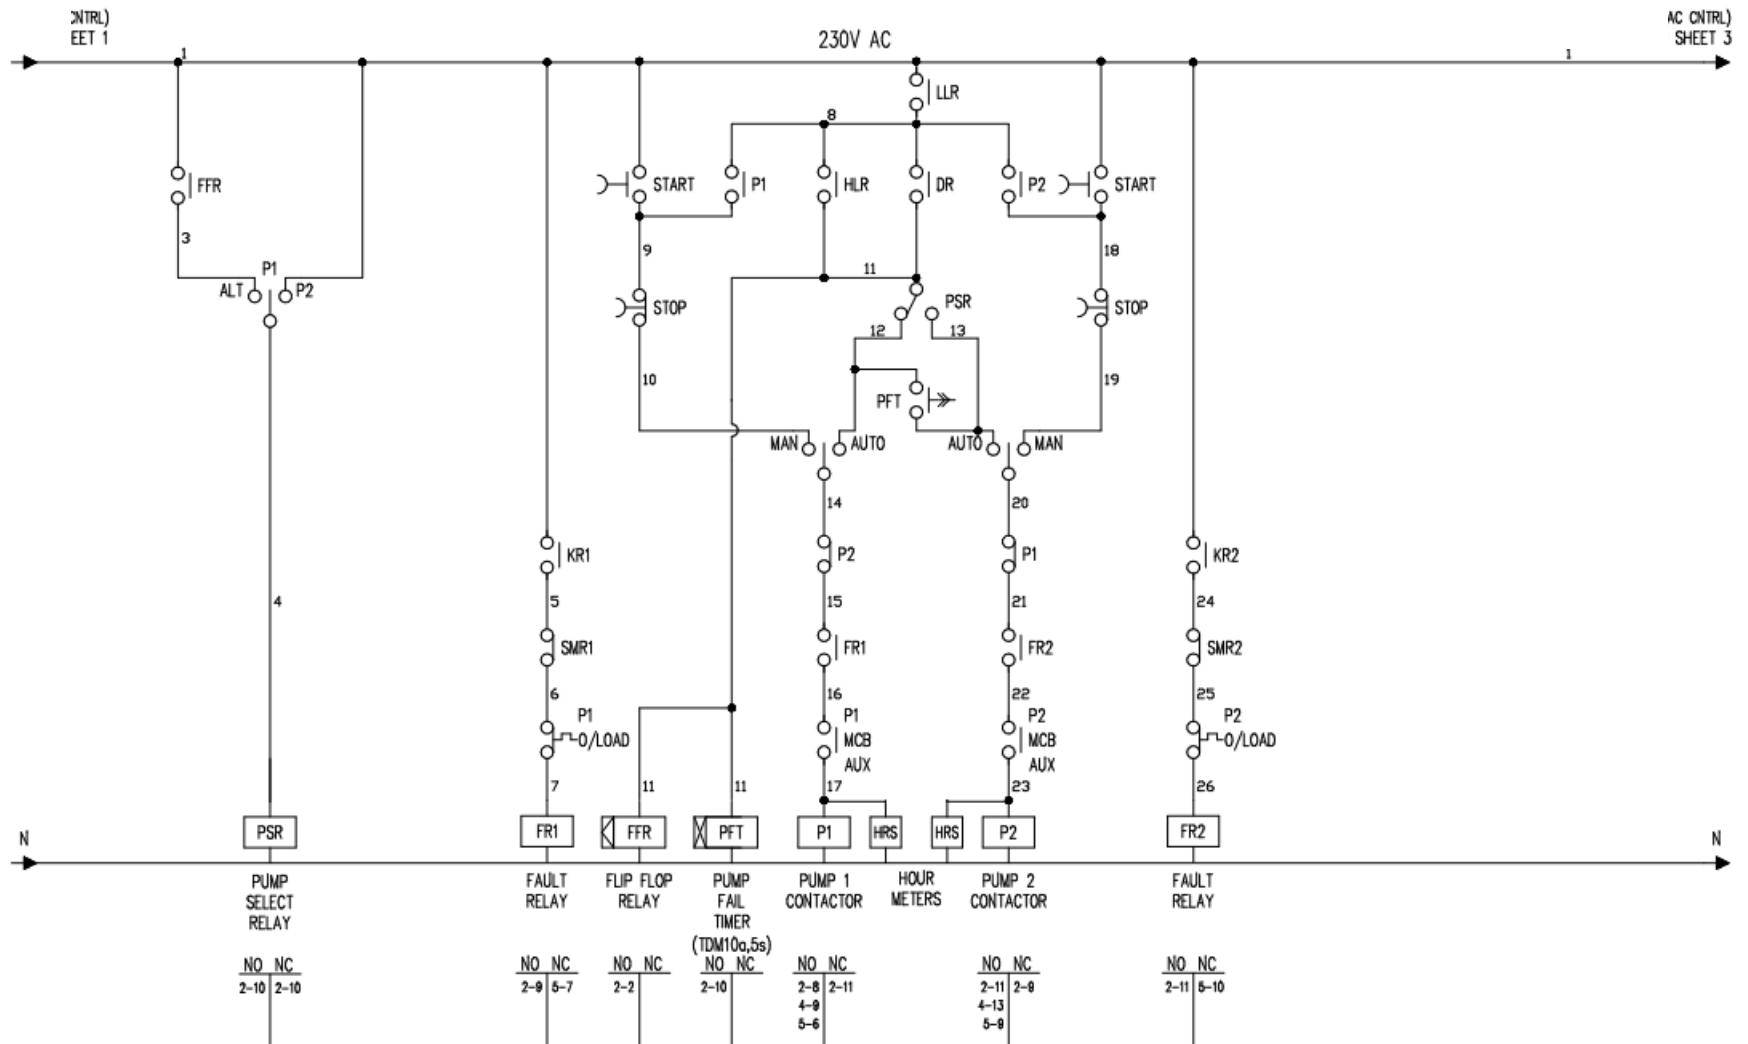 CNTRL)
EET 1
230V AC
AC CNTRL)
SHEET 3
1
1
LLR
8
FFR
START
P1
HLR
DR
P2
START
3
9
18
11
P1
ALT
P2
STOP
PSR
STOP
12
13
10
19
PFT
MAN
AUTO
AUTO
MAN
14
20
KR1
P2
P1
KR2
4
5
15
21
24
SMR1
FR1
FR2
SMR2
6
16
22
25
P1
O/LOAD
P1
MCB
AUX
P2
MCB
AUX
P2
O/LOAD
7
11
11
17
23
26
N
PSR
FR1
FFR
PFT
P1
HRS
HRS
P2
FR2
N
PUMP
SELECT
RELAY
FAULT
RELAY
FLIP FLOP
RELAY
PUMP
FAIL
TIMER
(TDM10a,5s)
PUMP 1
CONTACTOR
HOUR
METERS
PUMP 2
CONTACTOR
FAULT
RELAY
NO NC
2-10 2-10
NO NC
2-9 5-7
NO NC
2-2
NO NC
2-10
NO NC
2-8 2-11
4-9
5-6
NO NC
2-11 2-9
4-13
5-9
NO NC
2-11 5-10